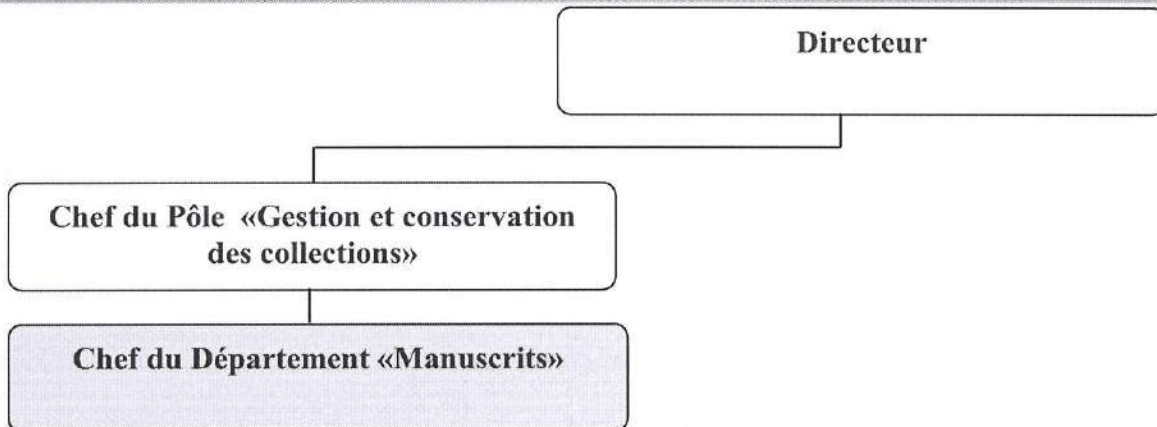 Directeur
Chef du Pôle «Gestion et conservation
des collections»
Chef du Département «Manuscrits»